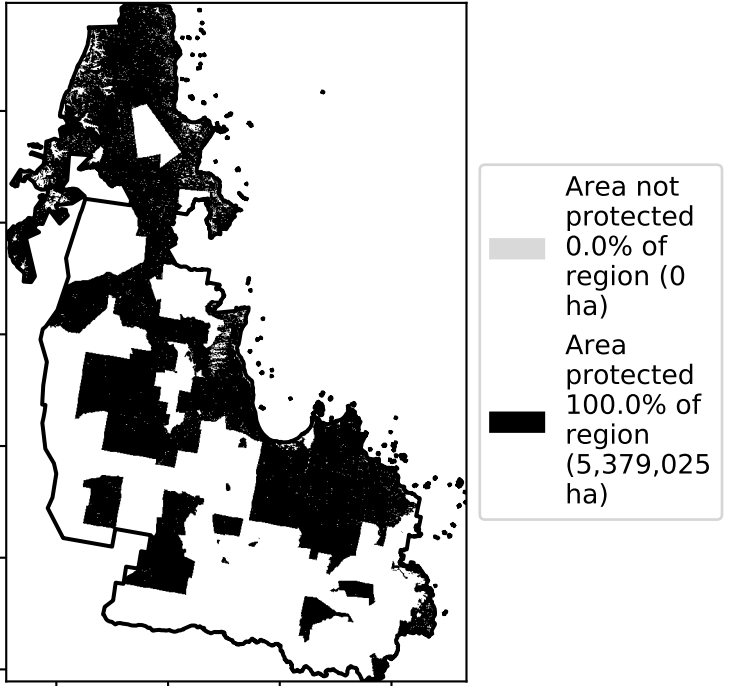 Area not
protected
0.0% of
region (0
ha)
Area
protected
100.0% of
region
(5,379,025
ha)